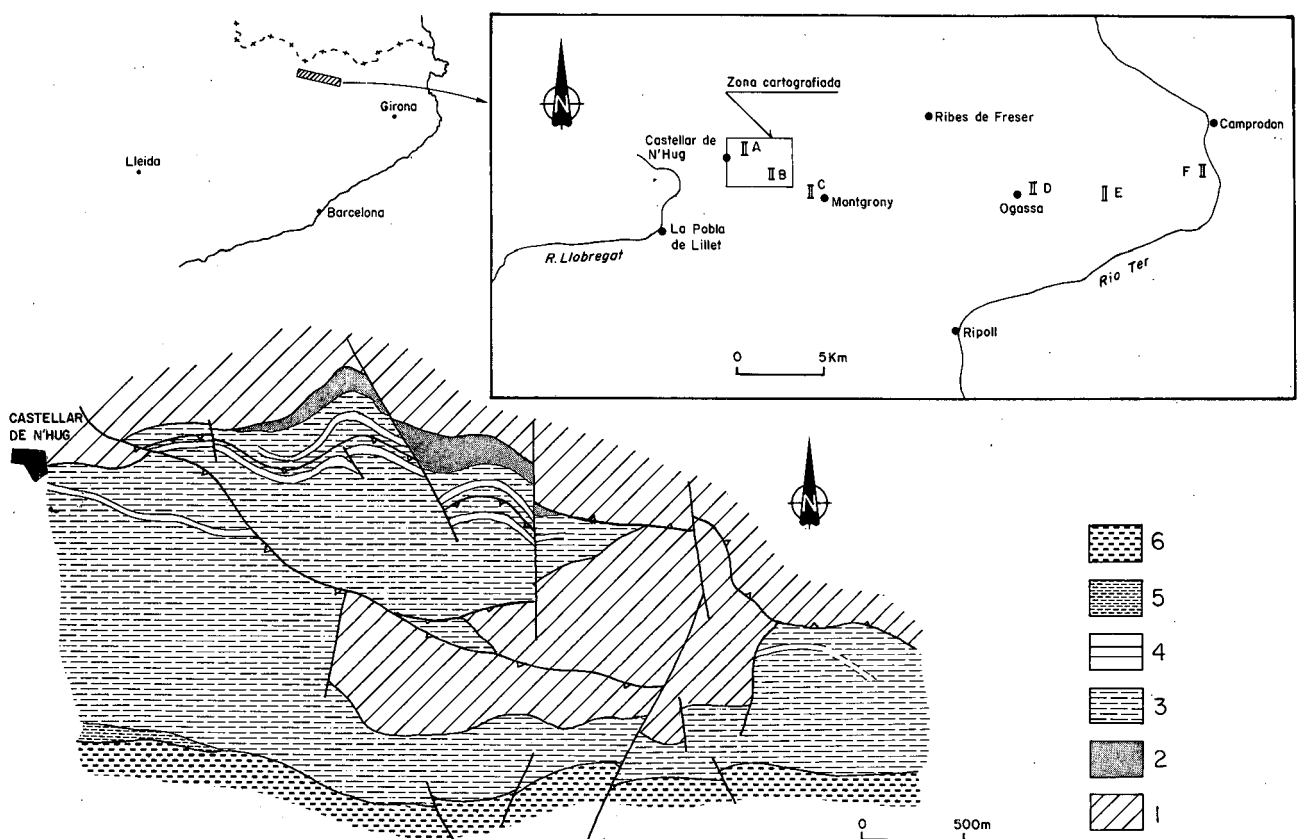 Girona
Lleida
Barcelona
N
Zona cartografiada
Castellar de
N'Hug
A
B
C
Montgrony
Ribes de Freser
Camprodon
D
Ogassa
E
F
La Pobla
de Lillet
R. Llobregat
Rio Ter
Ripoll
0 5Km
CASTELLAR
DE N'HUG
N
6
5
4
3
2
1
0 500m